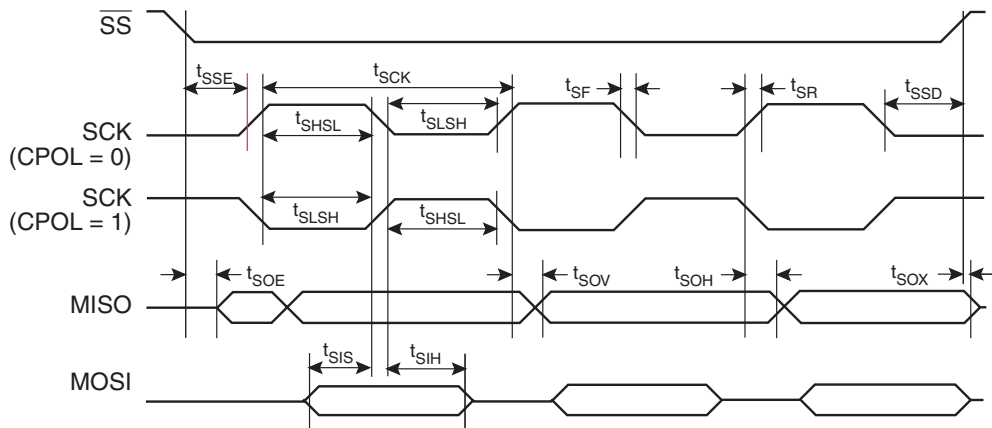 SS
tSSE
tSCK
tSF
tSR
tSSD
tSHSL
tSLSH
SCK
(CPOL = 0)
SCK
(CPOL = 1)
tSLSH
tSHSL
tSOE
tSOV
tSOH
tSOX
MISO
tSIS
tSIH
MOSI